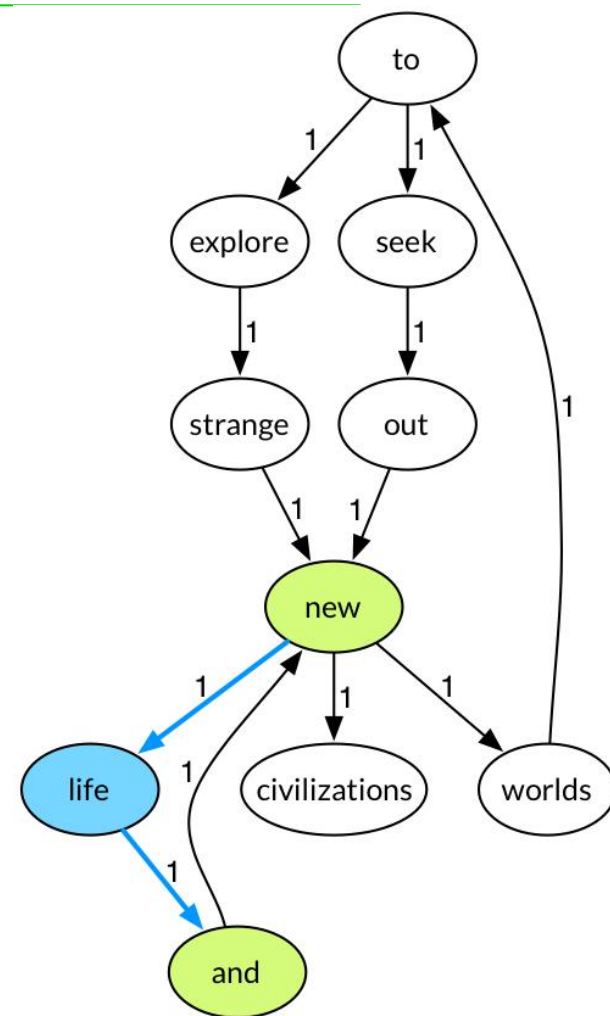 to
1 1
explore seek
1 1 1
strange out
1 1
new
1 1 1
1
life civilizations worlds
1
and